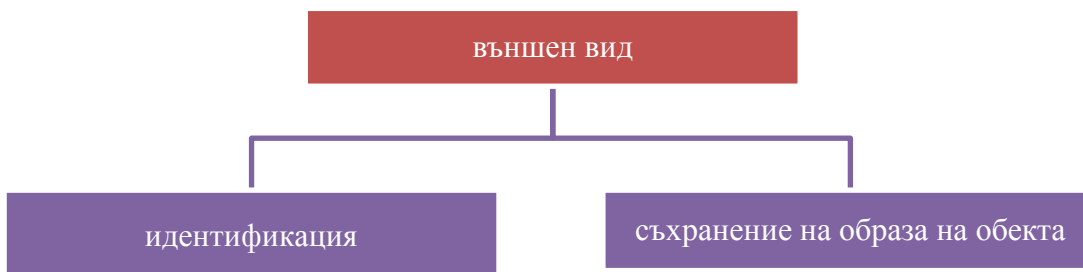 външен вид
идентификация
съхранение на образа на обекта